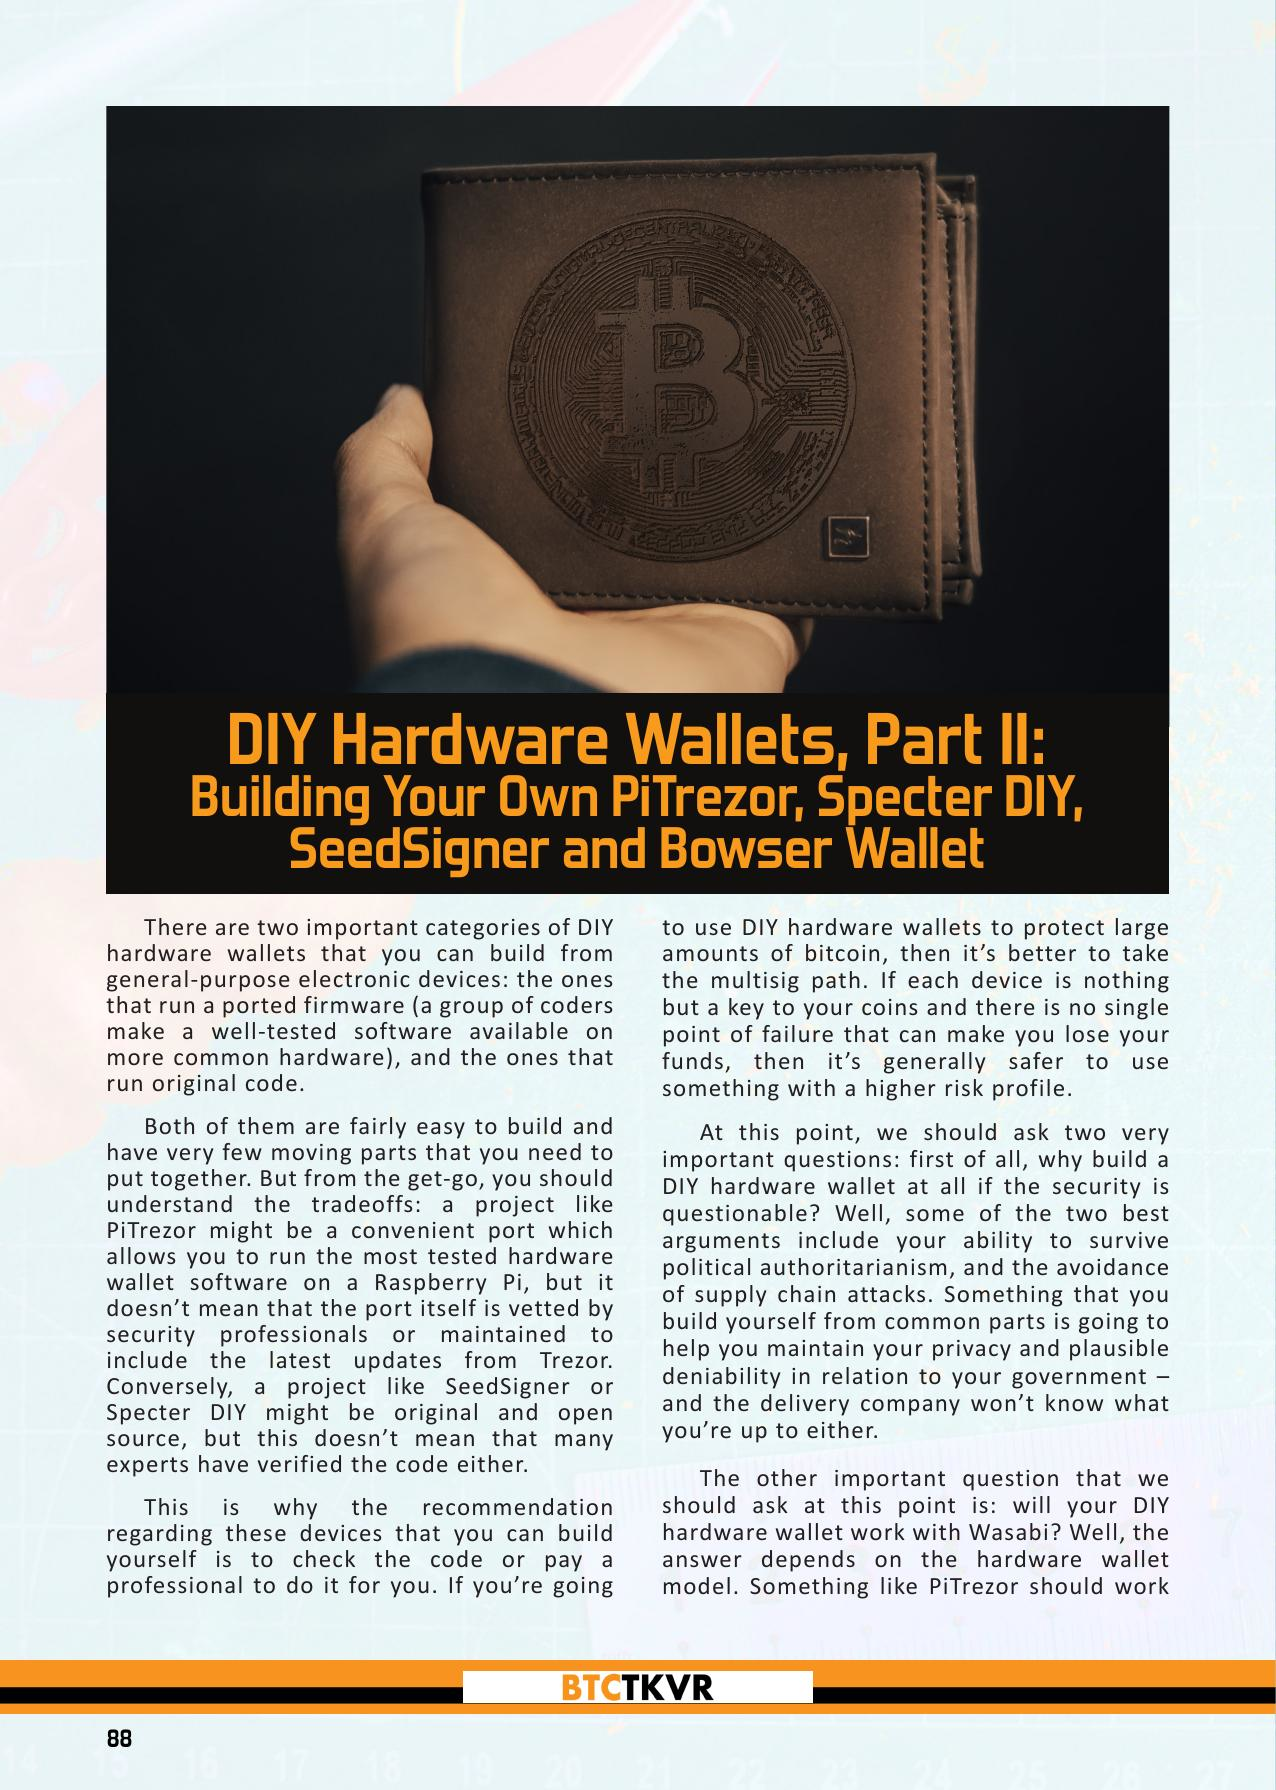 DIY Hardware Wallets, Part II:
Building Your Own PiTrezor, Specter DIY,
SeedSigner and Bowser Wallet
There are two important categories of DIY
hardware wallets that you can build from
general-purpose electronic devices: the ones
that run a ported firmware (a group of coders
make a well-tested software available on
more common hardware), and the ones that
run original code.
Both of them are fairly easy to build and
have very few moving parts that you need to
put together. But from the get-go, you should
understand the tradeoffs: a project like
PiTrezor might be a convenient port which
allows you to run the most tested hardware
wallet software on a Raspberry Pi, but it
doesn’t mean that the port itself is vetted by
security professionals or maintained to
include the latest updates from Trezor.
Conversely, a project like SeedSigner or
Specter DIY might be original and open
source, but this doesn’t mean that many
experts have verified the code either.
This is why the recommendation
regarding these devices that you can build
yourself is to check the code or pay a
professional to do it for you. If you’re going
to use DIY hardware wallets to protect large
amounts of bitcoin, then it’s better to take
the multisig path. If each device is nothing
but a key to your coins and there is no single
point of failure that can make you lose your
funds, then it’s generally safer to use
something with a higher risk profile.
At this point, we should ask two very
important questions: first of all, why build a
DIY hardware wallet at all if the security is
questionable? Well, some of the two best
arguments include your ability to survive
political authoritarianism, and the avoidance
of supply chain attacks. Something that you
build yourself from common parts is going to
help you maintain your privacy and plausible
deniability in relation to your government –
and the delivery company won’t know what
you’re up to either.
The other important question that we
should ask at this point is: will your DIY
hardware wallet work with Wasabi? Well, the
answer depends on the hardware wallet
model. Something like PiTrezor should work
BTCTKVR
88
14 15 16 17 18 19 20 21 22 23 24 25 26 27